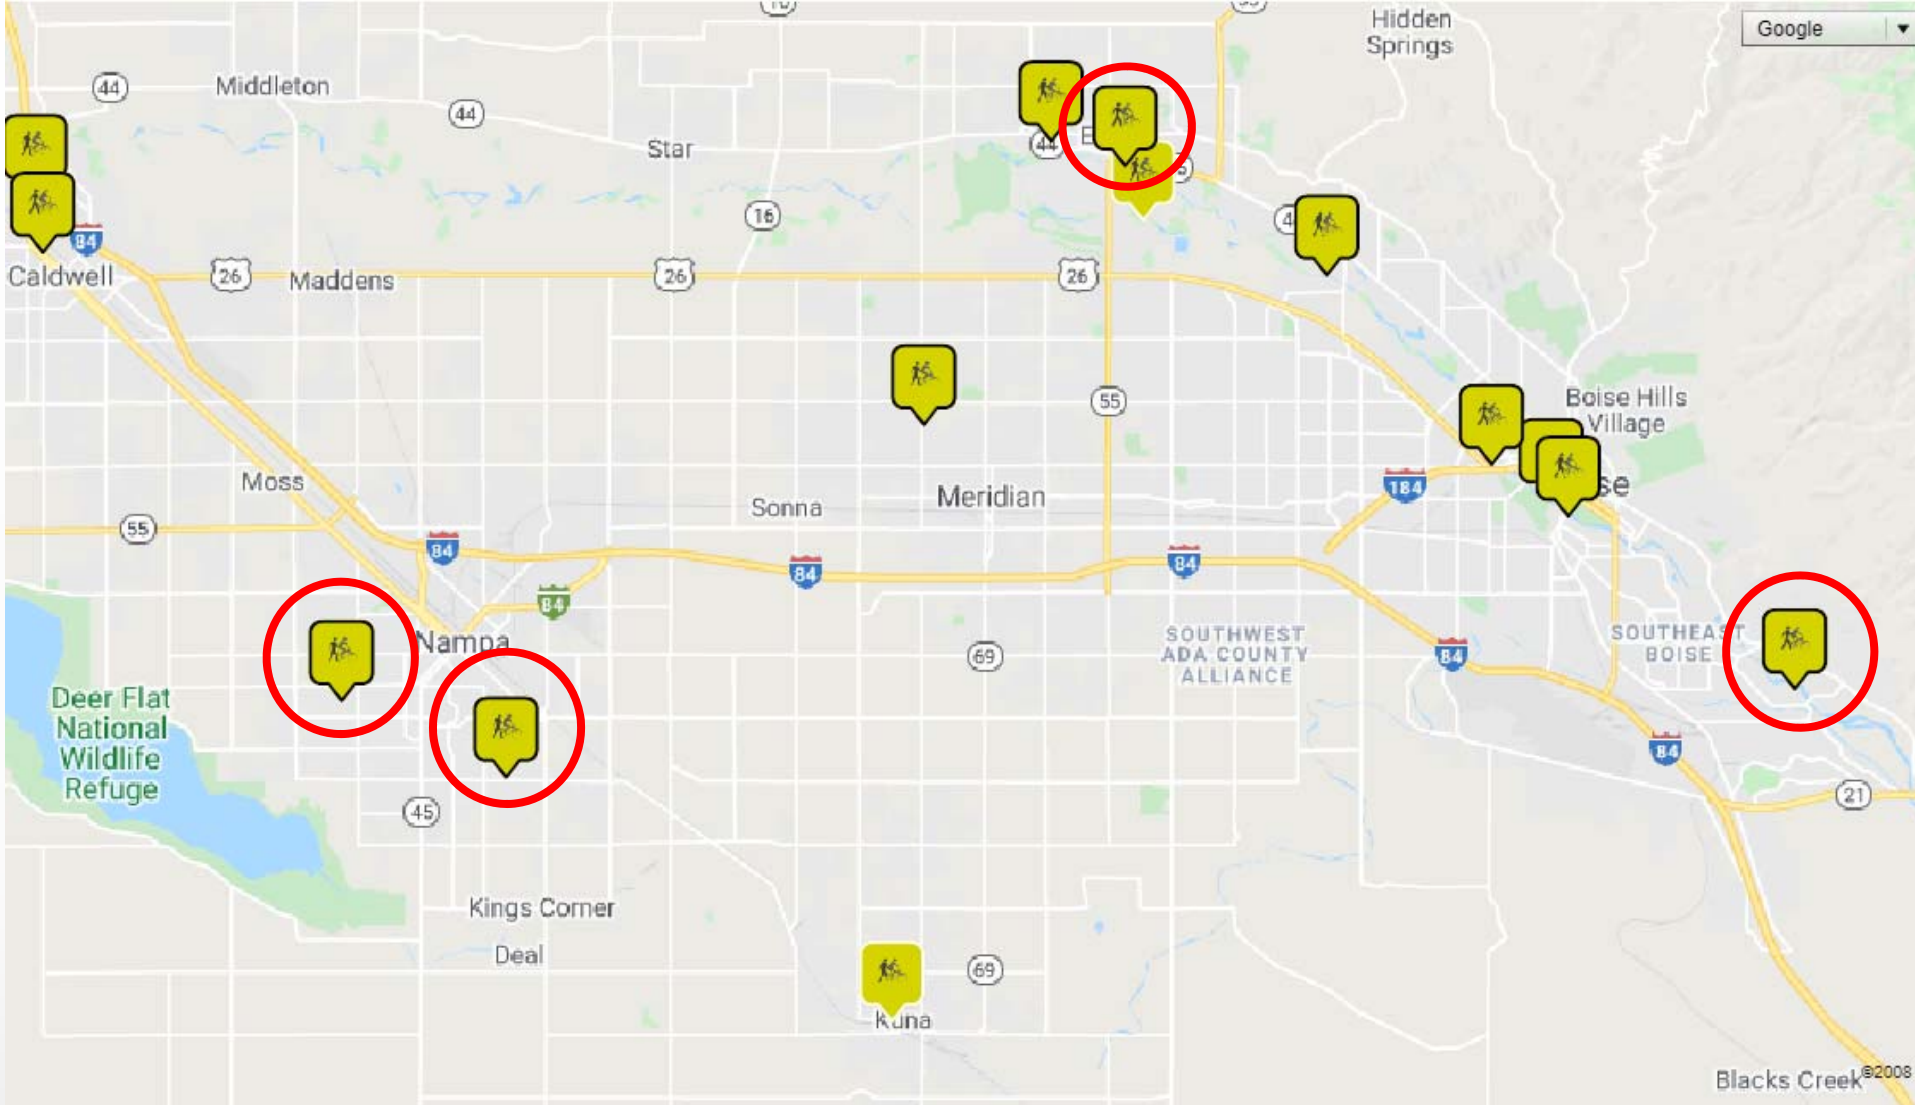 Hidden
Springs
Google
44
Middleton
44
Star
44
16
84
Caldwell
26
Maddens
26
26
55
Boise Hills
Village
Moss
Sonna
Meridian
184
55
84
84
84
84
Nampa
69
SOUTHWEST
ADA COUNTY
ALLIANCE
84
SOUTHEAST
BOISE
Deer Flat
National
Wildlife
Refuge
84
21
45
Kings Corner
Deal
69
Kuna
Blacks Creek
©2008